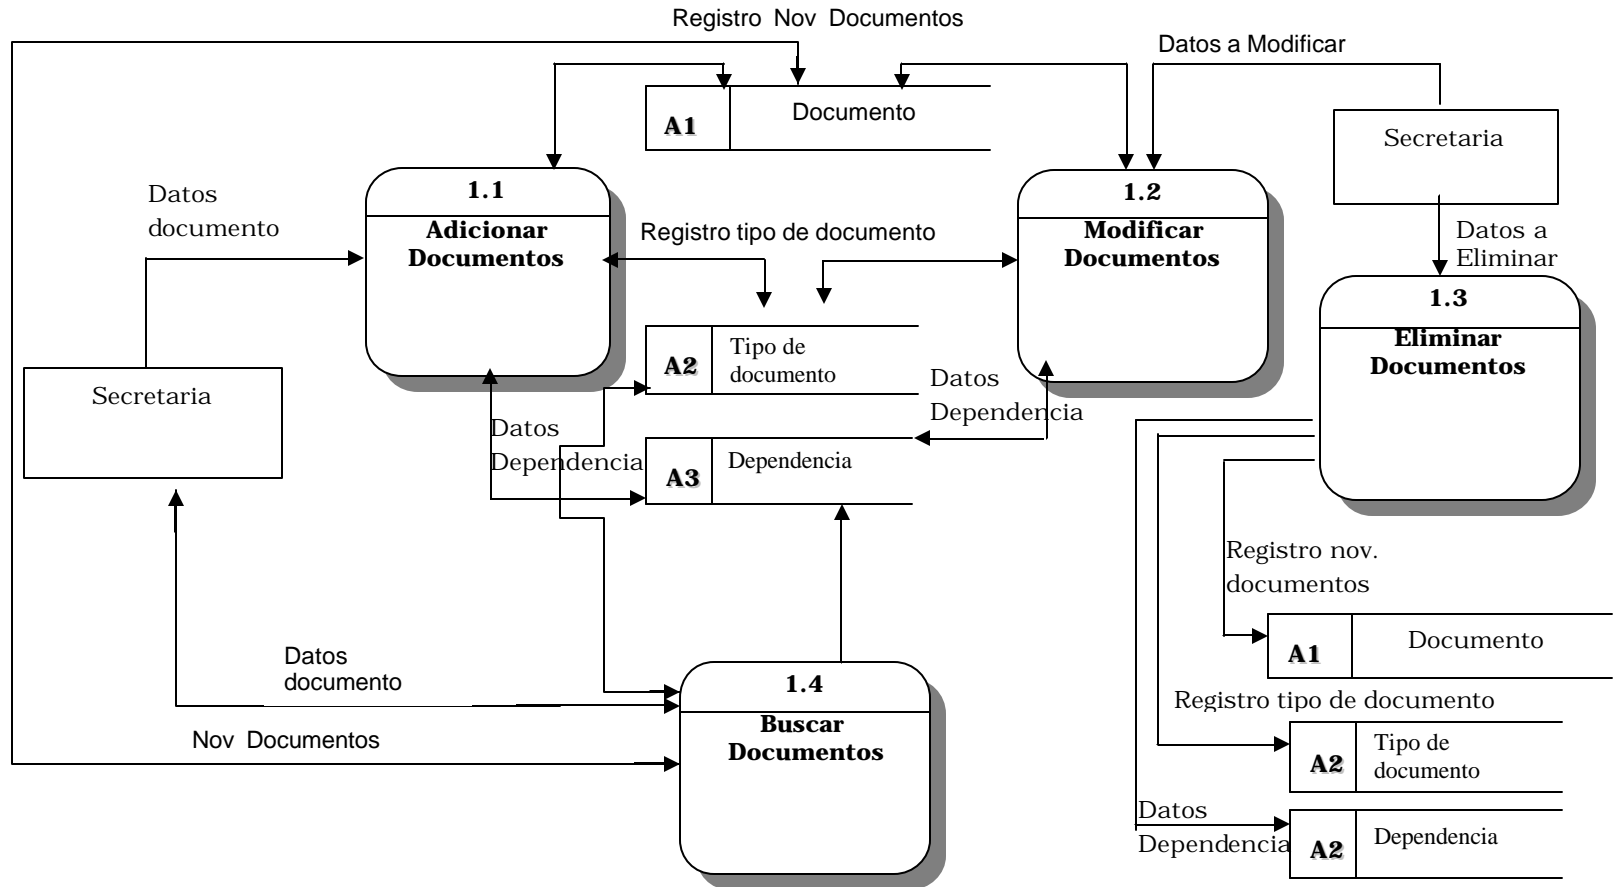 Registro Nov Documentos
Datos a Modificar
A1
Documento
Secretaria
Datos
documento
1.1
Adicionar
Documentos
Registro tipo de documento
1.2
Modificar
Documentos
Datos a
Eliminar
1.3
Eliminar
Documentos
Secretaria
A2
Tipo de
documento
Datos
Dependencia
Datos
Dependencia
A3
Dependencia
Registro nov.
documentos
A1
Documento
Datos
documento
Nov Documentos
1.4
Buscar
Documentos
Registro tipo de documento
A2
Tipo de
documento
Datos
Dependencia
A2
Dependencia